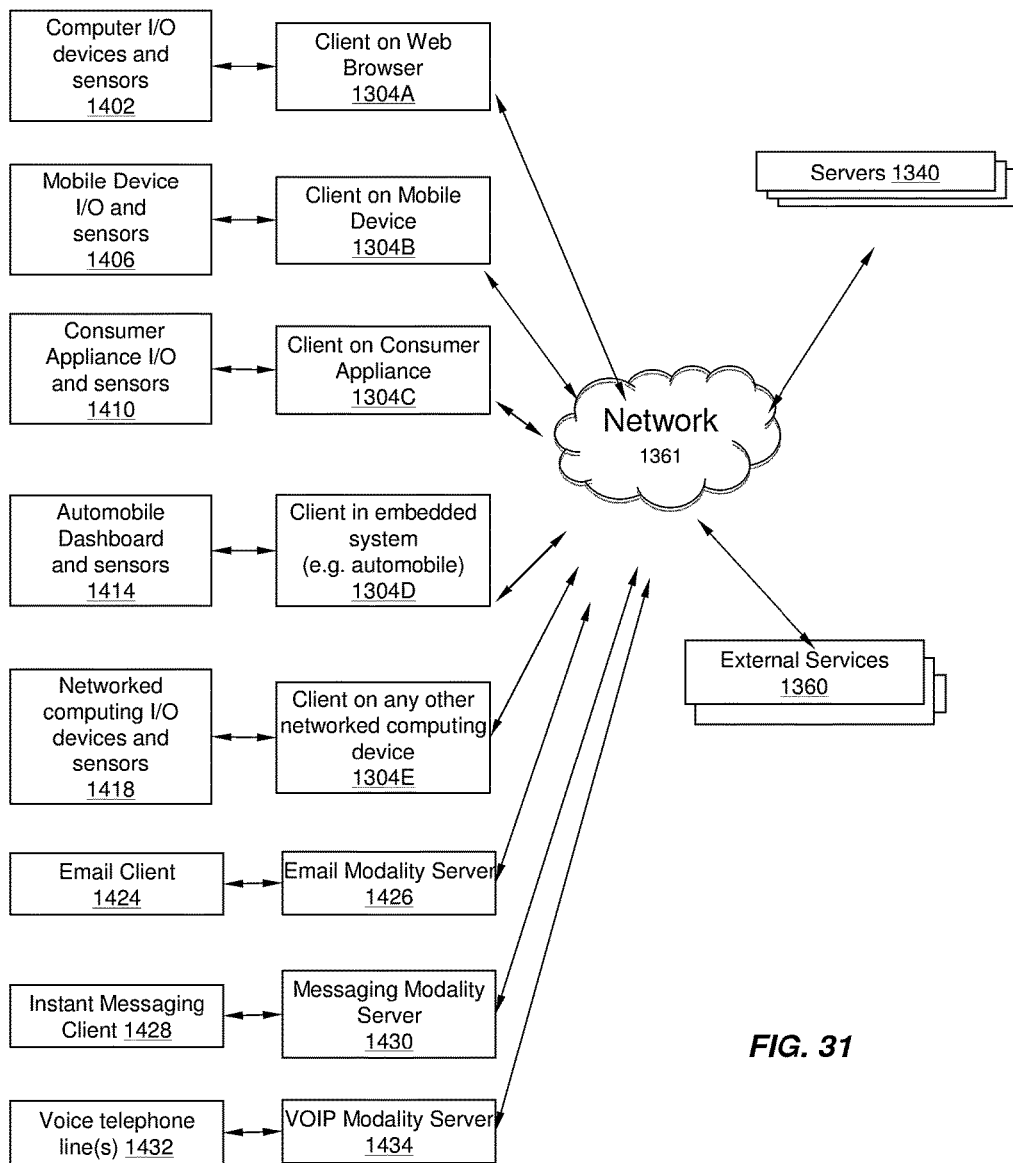 Computer I/O
devices and
sensors
1402
Client on Web
Browser
1304A
Mobile Device
I/O and
sensors
1406
Client on Mobile
Device
1304B
Servers 1340
Consumer
Appliance I/O
and sensors
1410
Client on Consumer
Appliance
1304C
Network
1361
Automobile
Dashboard
and sensors
1414
Client in embedded
system
(e.g. automobile)
1304D
External Services
1360
Networked
computing I/O
devices and
sensors
1418
Client on any other
networked computing
device
1304E
Email Client
1424
Email Modality Server
1426
Instant Messaging
Client 1428
Messaging Modality
Server
1430
FIG. 31
Voice telephone
line(s) 1432
VOIP Modality Server
1434